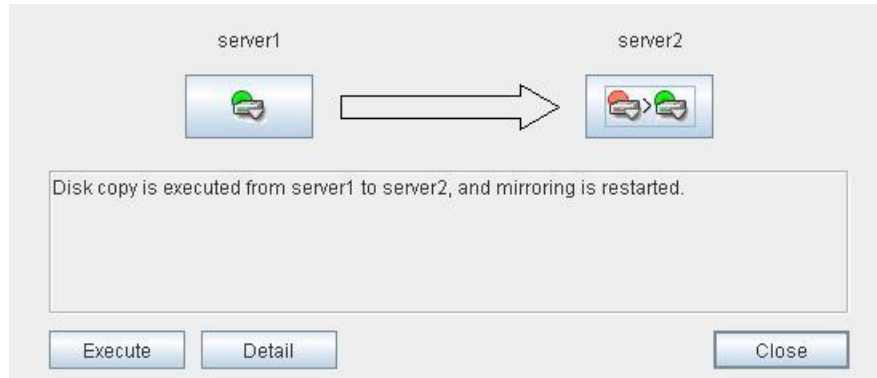 server1
server2
Disk copy is executed from server1 to server2, and mirroring is restarted.
Execute
Detail
Close